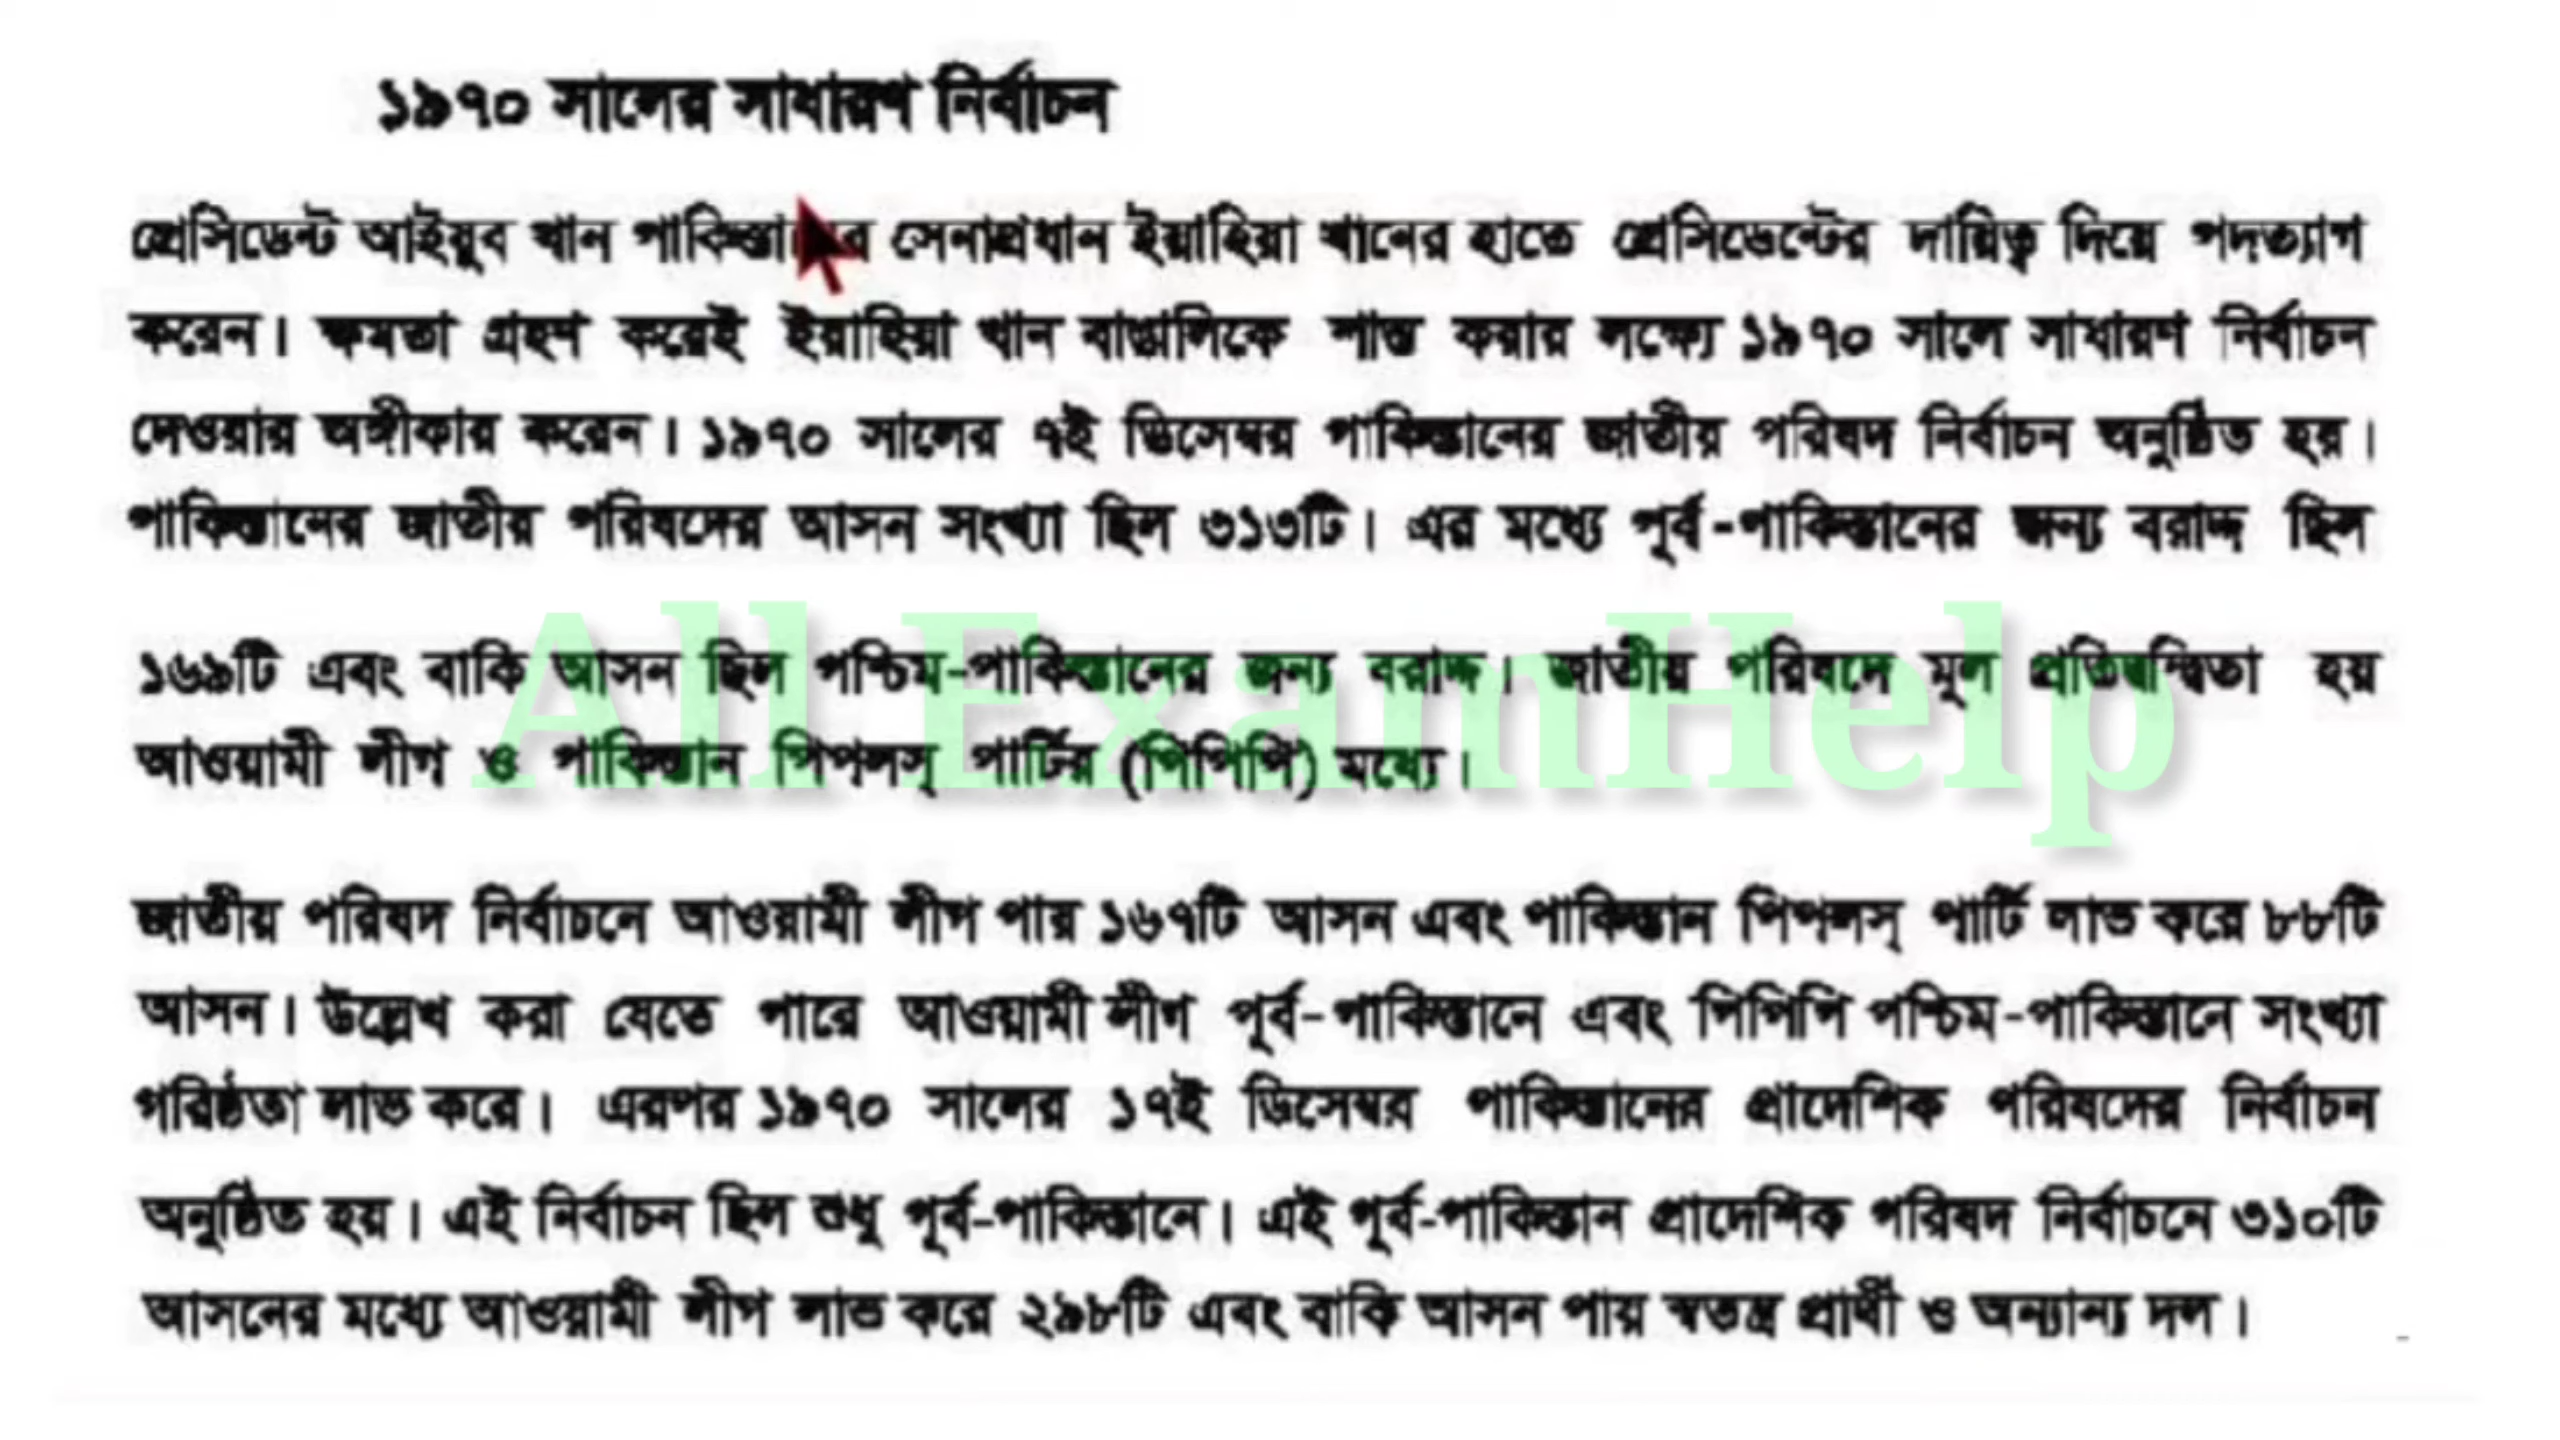 ১৯৭০ সালের সাধারণ নির্বাচন
প্রেসিডেন্ট আইয়ুব খান পাকিস্তানের সেনাপ্রধান ইয়াহিয়া খানের হাতে প্রেসিডেন্টের দায়িত্ব দিয়ে পদত্যাগ
করেন। ক্ষমতা গ্রহণ করেই ইয়াহিয়া খান বাঙালিকে শান্ত করার লক্ষ্যে ১৯৭০ সালে সাধারণ নির্বাচন
দেওয়ার অঙ্গীকার করেন। ১৯৭০ সালের ৭ই ডিসেম্বর পাকিস্তানের জাতীয় পরিষদ নির্বাচন অনুষ্ঠিত হয়।
পাকিস্তানের জাতীয় পরিষদের আসন সংখ্যা ছিল ৩১৩টি। এর মধ্যে পূর্ব-পাকিস্তানের জন্য বরাদ্দ ছিল
১৬৯টি এবং বাকি আসন ছিল পশ্চিম-পাকিস্তানের জন্য বরাদ্দ। জাতীয় পরিষদে মূল প্রতিদ্বন্দ্বিতা হয়
All ExamHelp
আওয়ামী লীগ ও পাকিস্তান পিপলস্ পার্টির (পিপিপি) মধ্যে।
জাতীয় পরিষদ নির্বাচনে আওয়ামী লীগ পায় ১৬৭টি আসন এবং পাকিস্তান পিপলস্ পার্টি লাভ করে ৮৮টি
আসন। উল্লেখ করা যেতে পারে আওয়ামী লীগ পূর্ব-পাকিস্তানে এবং পিপিপি পশ্চিম-পাকিস্তানে সংখ্যা
গরিষ্ঠতা লাভ করে। এরপর ১৯৭০ সালের ১৭ই ডিসেম্বর পাকিস্তানের প্রাদেশিক পরিষদের নির্বাচন
অনুষ্ঠিত হয়। এই নির্বাচন ছিল শুধু পূর্ব-পাকিস্তানে। এই পূর্ব-পাকিস্তান প্রাদেশিক পরিষদ নির্বাচনে ৩১০টি
আসনের মধ্যে আওয়ামী লীগ লাভ করে ২৯৮টি এবং বাকি আসন পায় স্বতন্ত্র প্রার্থী ও অন্যান্য দল।